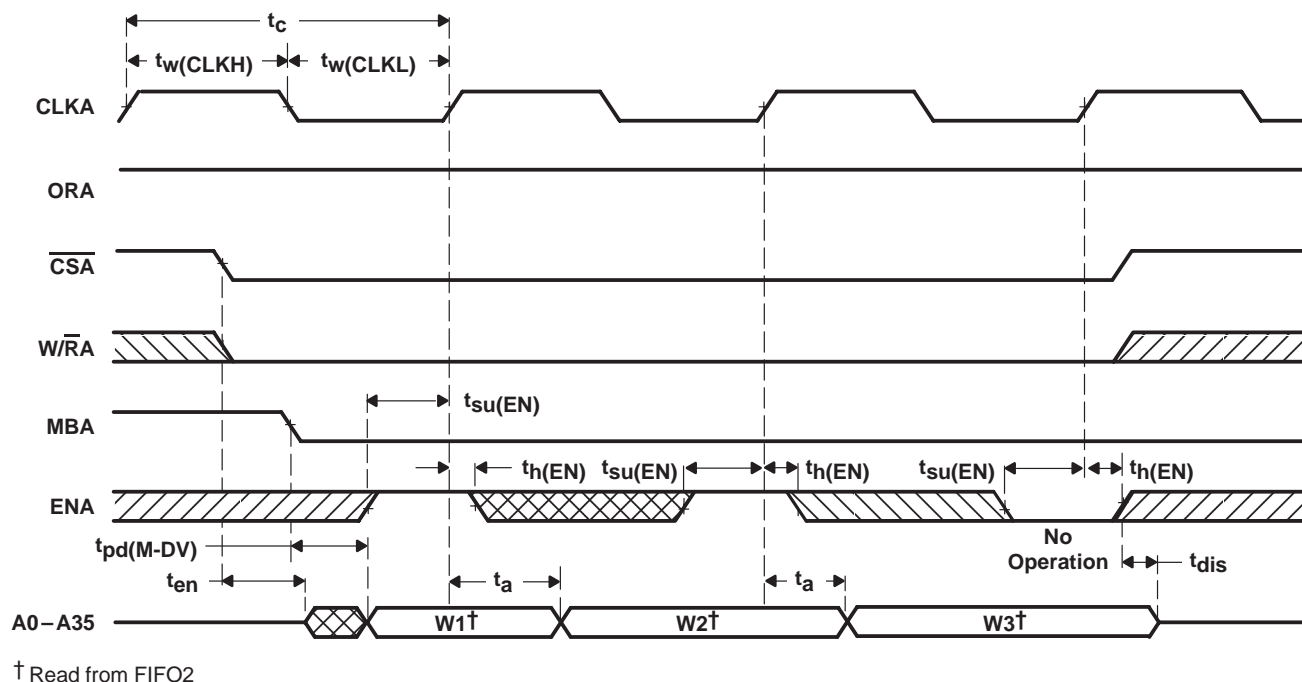 tc
tw(CLKH)
tw(CLKL)
CLKA
ORA
CSA
W/RA
MBA
tsu(EN)
th(EN)
tsu(EN)
th(EN)
tsu(EN)
th(EN)
ENA
No
Operation
tpd(M-DV)
ten
ta
ta
tdis
A0–A35
W1†
W2†
W3†
† Read from FIFO2